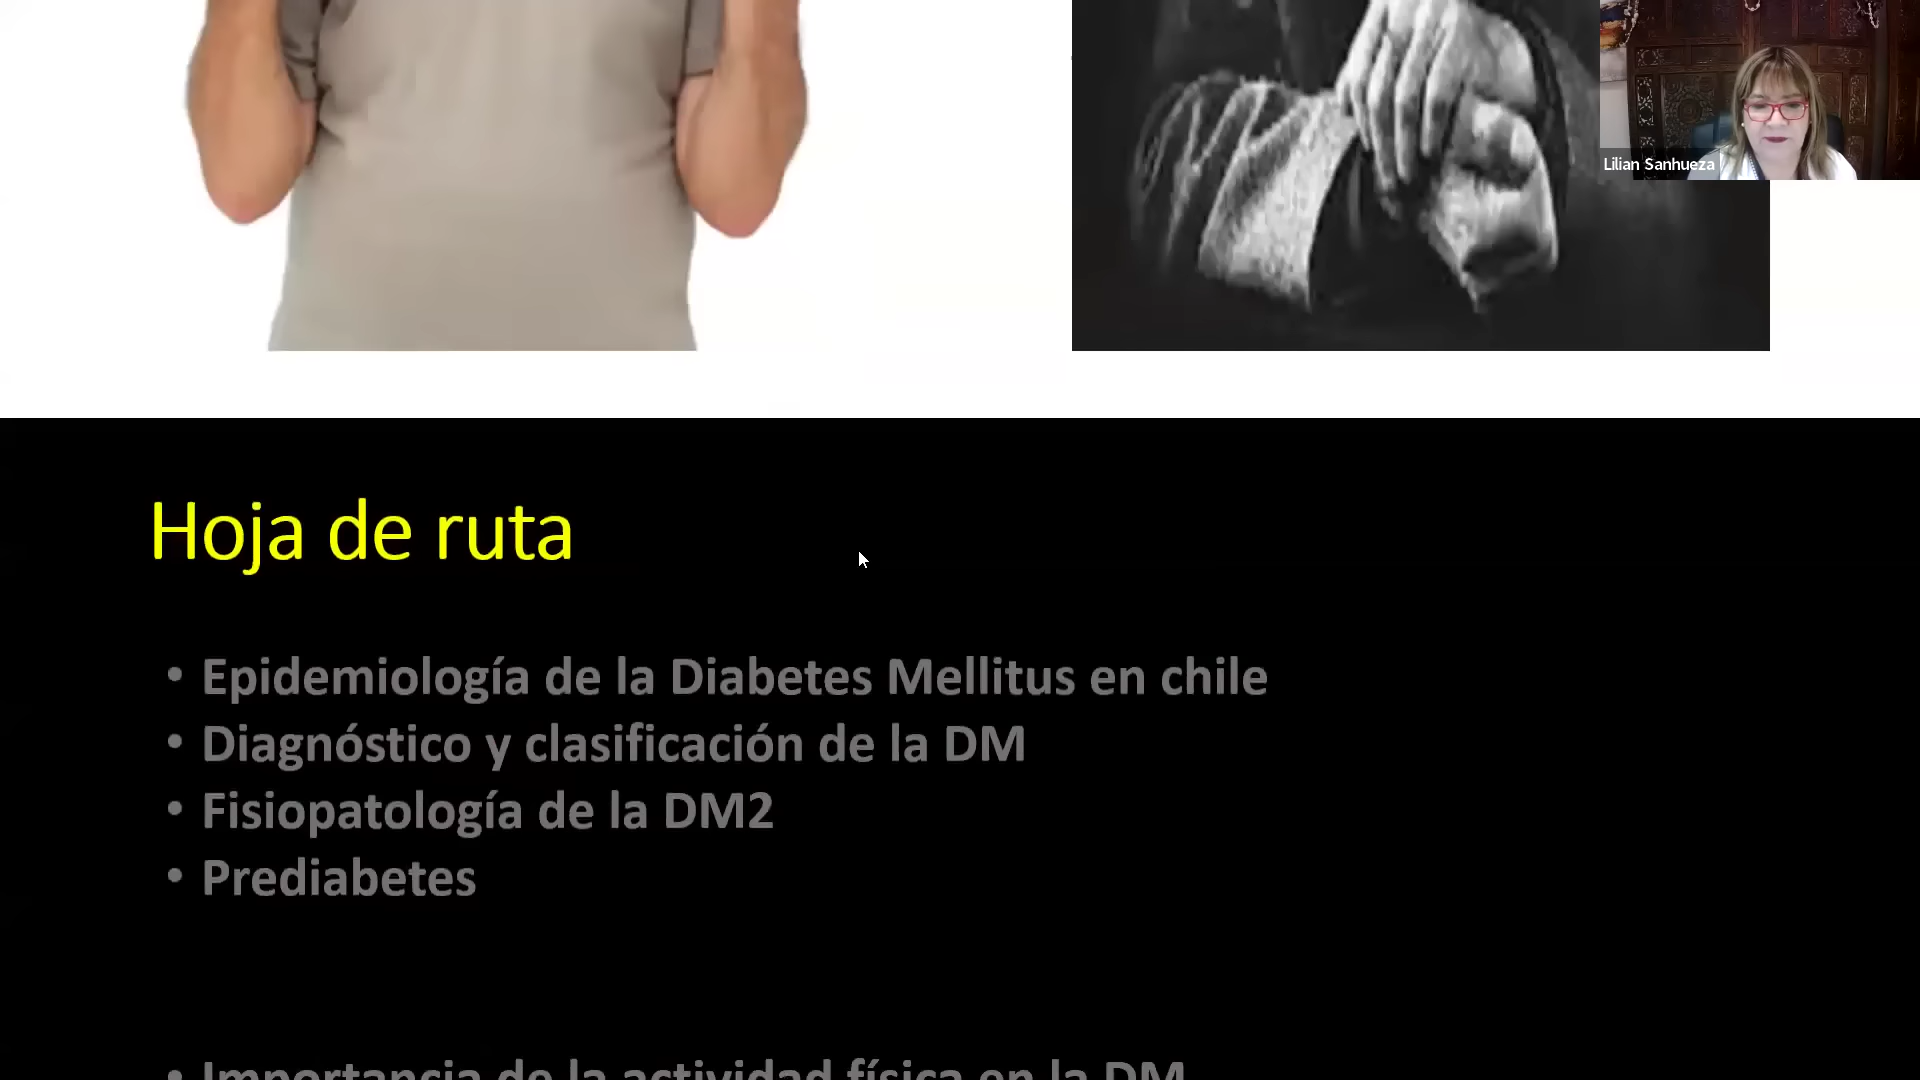 Lilian Sanhueza
Hoja de ruta
• Epidemiología de la Diabetes Mellitus en chile
• Diagnóstico y clasificación de la DM
• Fisiopatología de la DM2
• Prediabetes
• Importancia de la actividad física en la DM